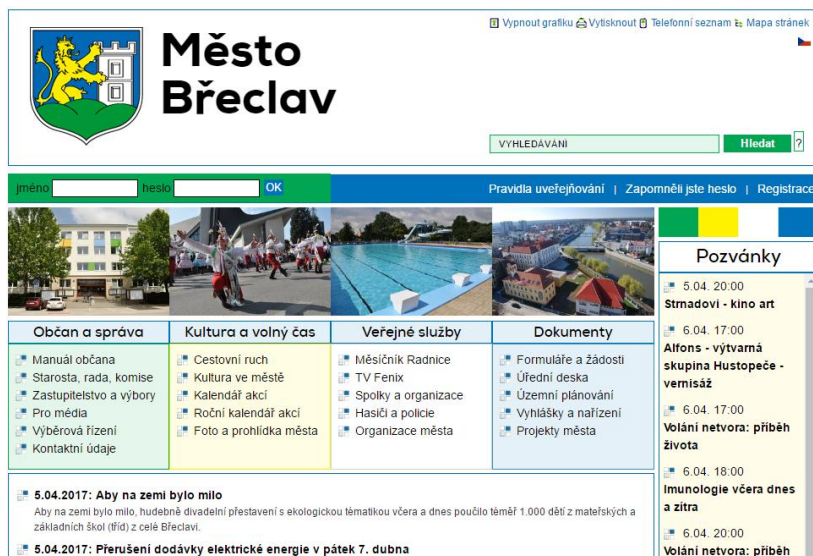 Vypnout grafiku Vytisknout Telefonní seznam Mapa stránek
Město
Břeclav
VYHLEDÁVÁNÍ Hledat ?
jméno heslo OK Pravidla uveřejňování | Zapomněli jste heslo | Registrace
Občan a správa
Manuál občana
Starosta, rada, komise
Zastupitelstvo a výbory
Pro média
Výběrová řízení
Kontaktní údaje
Kultura a volný čas
Cestovní ruch
Kultura ve městě
Kalendář akcí
Roční kalendář akcí
Foto a prohlídka města
Veřejné služby
Měsíčník Radnice
TV Fenix
Spolky a organizace
Hasiči a policie
Organizace města
Dokumenty
Formuláře a žádosti
Úřední deska
Územní plánování
Vyhlášky a nařízení
Projekty města
5.04.2017: Aby na zemi bylo milo
Aby na zemi bylo milo, hudebně divadelní přestavení s ekologickou tématikou včera a dnes poučilo téměř 1.000 dětí z mateřských a
základních škol (tříd) z celé Břeclavi.
5.04.2017: Přerušení dodávky elektrické energie v pátek 7. dubna
Pozvánky
5.04. 20:00
Strnadovi - kino art
6.04. 17:00
Alfons - výtvarná
skupina Hustopeče -
vernisáž
6.04. 17:00
Volání netvora: příběh
života
6.04. 18:00
Imunologie včera dnes
a zítra
6.04. 20:00
Volání netvora: příběh